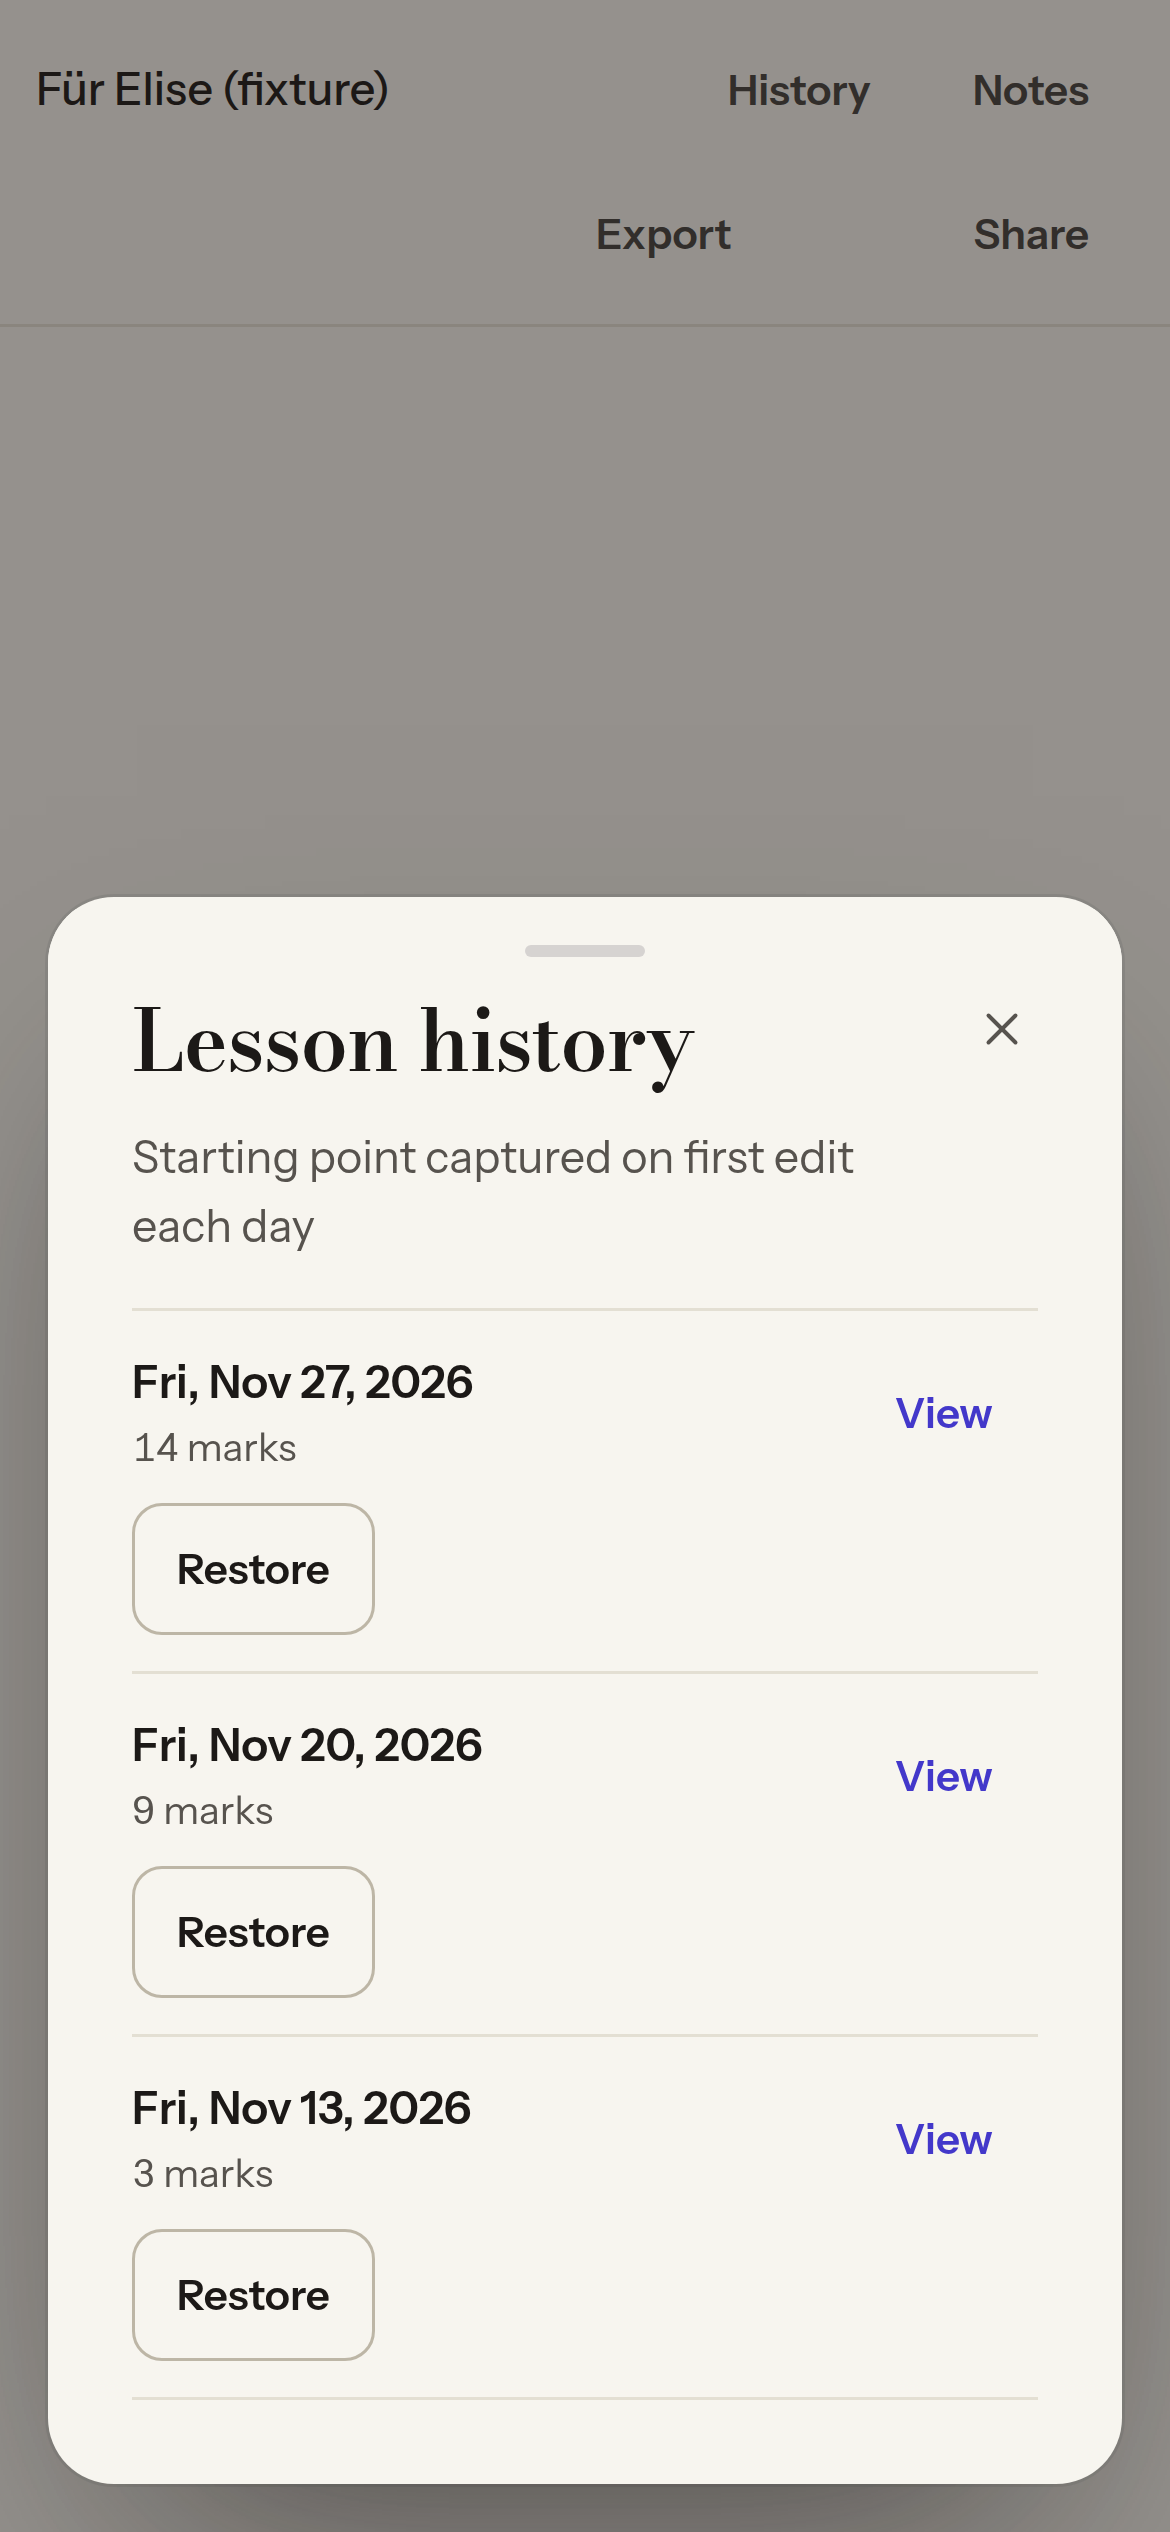 Für Elise (fixture)
History
Notes
Export
Share
Lesson history
Starting point captured on first edit
each day
Fri, Nov 27, 2026
14 marks
View
Restore
Fri, Nov 20, 2026
9 marks
View
Restore
Fri, Nov 13, 2026
3 marks
View
Restore